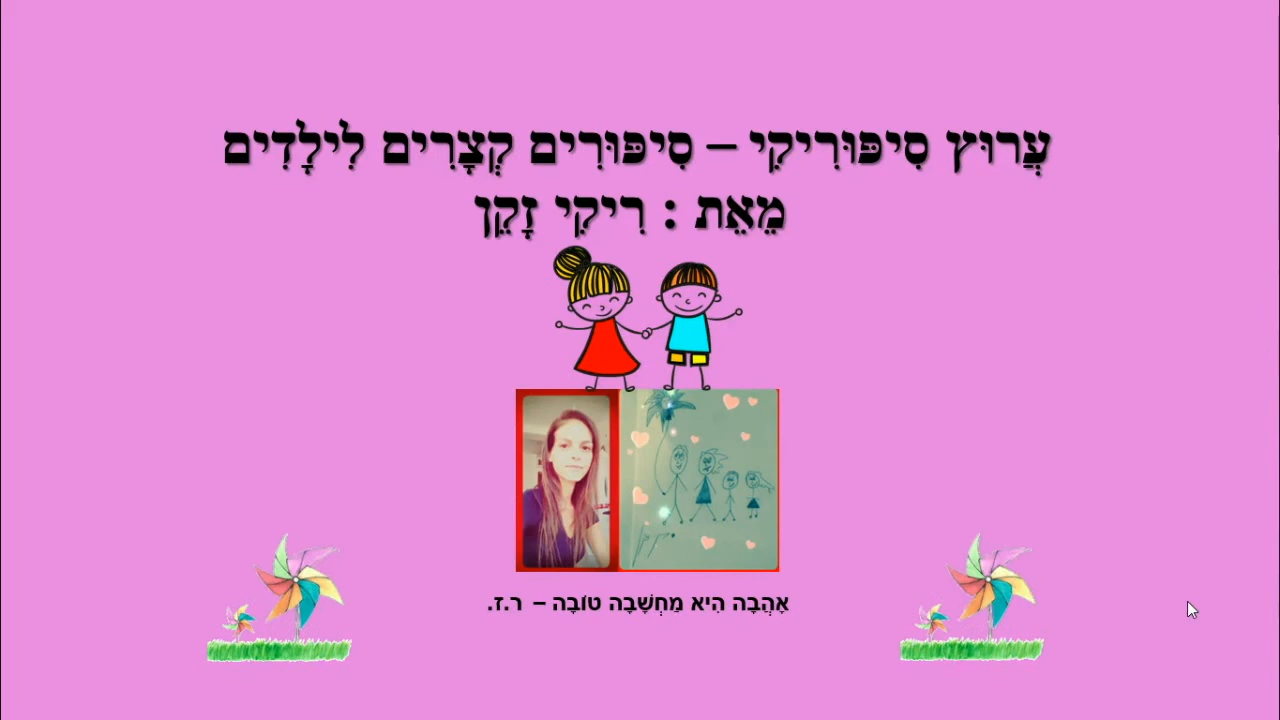 עֲרוּץ סִיפּוּרִיקִי – סִיפּוּרִים קְצָרִים לִילָדִים
מֵאֵת : רִיקִי זָקֵן
אַהֲבָה הִיא מַחְשָׁבָה טוֹבָה – ר.ז.